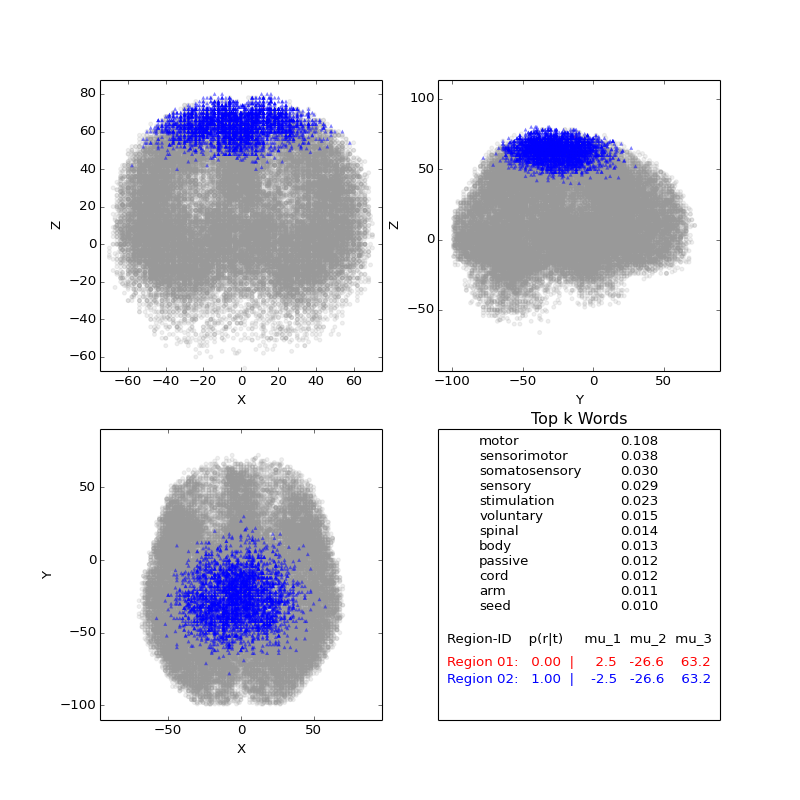 80
60
40
20
0
−20
−40
−60
Z
−60 −40 −20 0 20 40 60
X
100
50
0
−50
Z
−100 −50 0 50
Y
50
0
−50
−100
Y
−50 0 50
X
Top k Words
motor 0.108
sensorimotor 0.038
somatosensory 0.030
sensory 0.029
stimulation 0.023
voluntary 0.015
spinal 0.014
body 0.013
passive 0.012
cord 0.012
arm 0.011
seed 0.010
Region-ID p(r|t) mu_1 mu_2 mu_3
Region 01: 0.00 | 2.5 -26.6 63.2
Region 02: 1.00 | -2.5 -26.6 63.2